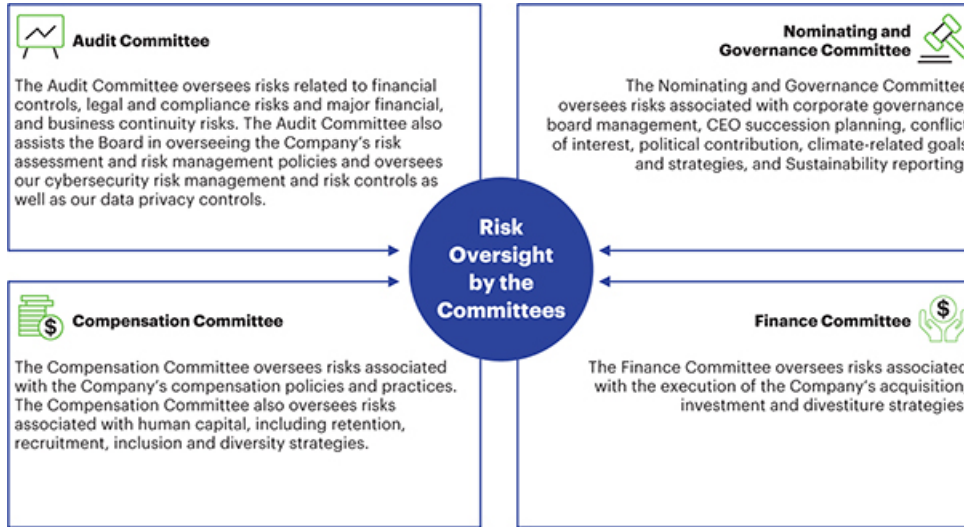 Audit Committee
The Audit Committee oversees risks related to financial
controls, legal and compliance risks and major financial,
and business continuity risks. The Audit Committee also
assists the Board in overseeing the Company's risk
assessment and risk management policies and oversees
our cybersecurity risk management and risk controls as
well as our data privacy controls.
Nominating and
Governance Committee
The Nominating and Governance Committee
oversees risks associated with corporate governance
board management, CEO succession planning, conflict
of interest, political contribution, climate-related goals
and strategies, and Sustainability reporting
Risk
Oversight
by the
Committees
$
Compensation Committee
The Compensation Committee oversees risks associated
with the Company's compensation policies and practices.
The Compensation Committee also oversees risks
associated with human capital, including retention,
recruitment, inclusion and diversity strategies.
Finance Committee
$
The Finance Committee oversees risks associated
with the execution of the Company's acquisition
investment and divestiture strategies